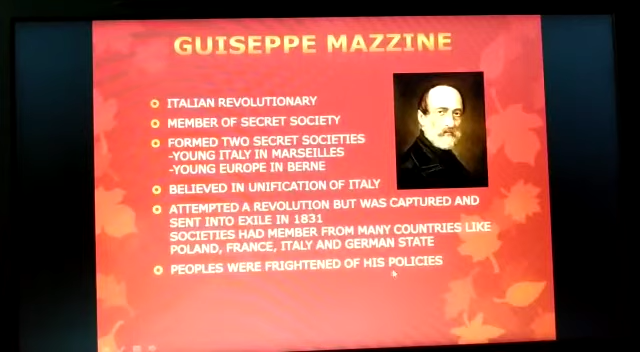 GUISEPPE MAZZINE
ITALIAN REVOLUTIONARY
MEMBER OF SECRET SOCIETY
FORMED TWO SECRET SOCIETIES
-YOUNG ITALY IN MARSEILLES
-YOUNG EUROPE IN BERNE
BELIEVED IN UNIFICATION OF ITALY
ATTEMPTED A REVOLUTION BUT WAS CAPTURED AND
SENT INTO EXILE IN 1831
SOCIETIES HAD MEMBER FROM MANY COUNTRIES LIKE
POLAND, FRANCE, ITALY AND GERMAN STATE
PEOPLES WERE FRIGHTENED OF HIS POLICIES